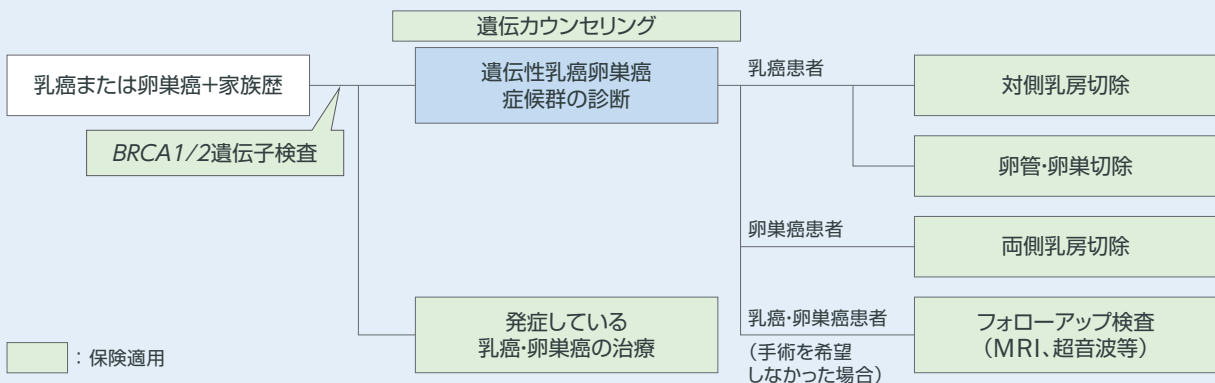 遺伝カウンセリング
乳癌または卵巣癌+家族歴
BRCA1/2遺伝子検査
遺伝性乳癌卵巣癌
症候群の診断
発症している
乳癌・卵巣癌の治療
乳癌患者
対側乳房切除
卵管・卵巣切除
卵巣癌患者
両側乳房切除
乳癌・卵巣癌患者
(手術を希望
しなかった場合)
フォローアップ検査
(MRI、超音波等)
:保険適用